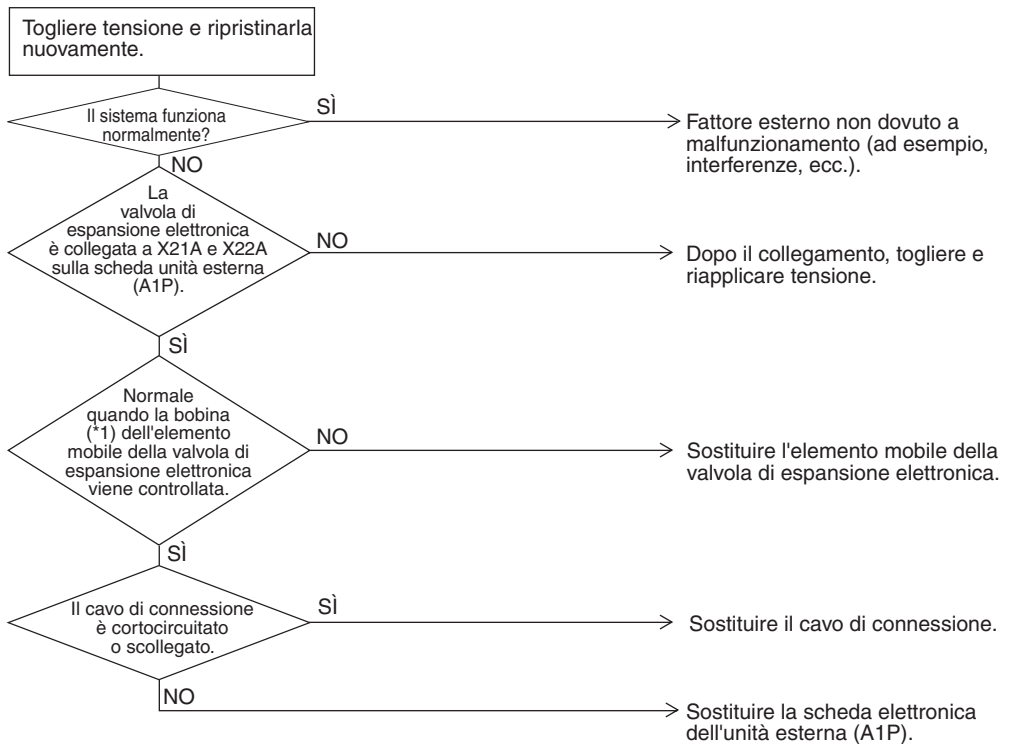 Togliere tensione e ripristinarla
nuovamente.
Il sistema funziona
normalmente?
SÌ
Fattore esterno non dovuto a
malfunzionamento (ad esempio,
interferenze, ecc.).
NO
La
valvola di
espansione elettronica
è collegata a X21A e X22A
sulla scheda unità esterna
(A1P).
NO
Dopo il collegamento, togliere e
riapplicare tensione.
SÌ
Normale
quando la bobina
(*1) dell'elemento
mobile della valvola di
espansione elettronica
viene controllata.
NO
Sostituire l'elemento mobile della
valvola di espansione elettronica.
SÌ
Il cavo di connessione
è cortocircuitato
o scollegato.
SÌ
Sostituire il cavo di connessione.
NO
Sostituire la scheda elettronica
dell'unità esterna (A1P).